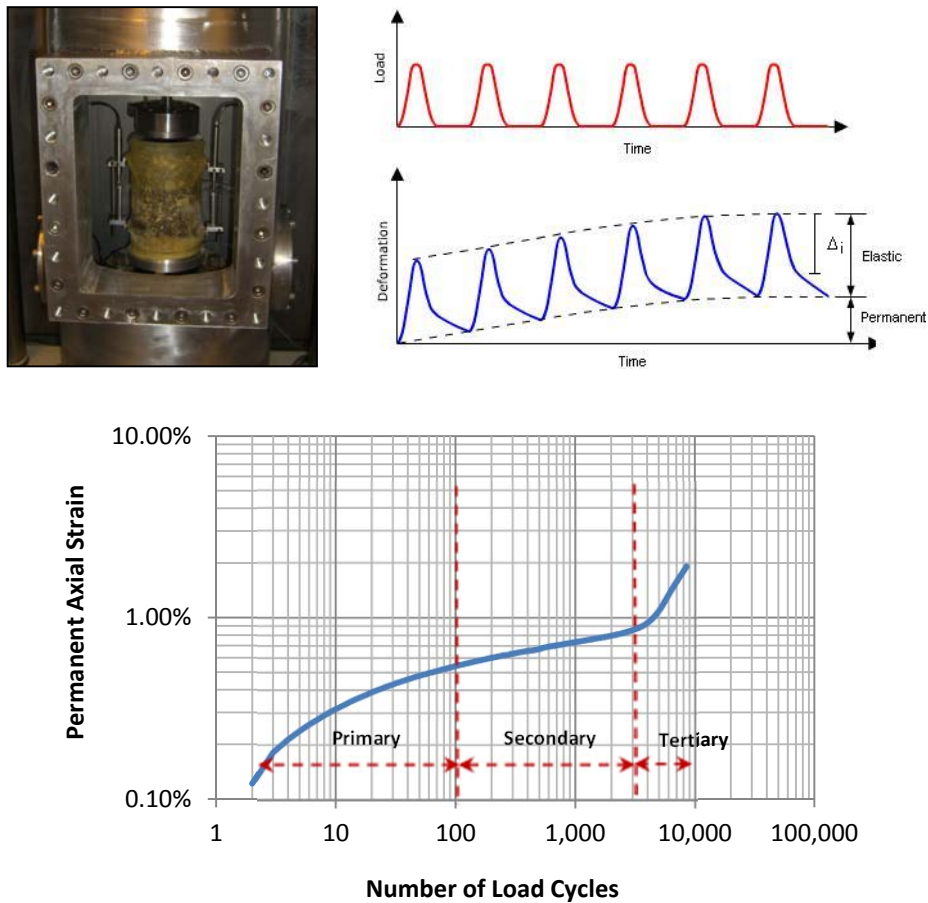 Load
Time
Deformation
Δi
Elastic
Permanent
Time
10.00%
1.00%
0.10%
Permanent Axial Strain
Primary
Secondary
Tertiary
1
10
100
1,000
10,000
100,000
Number of Load Cycles